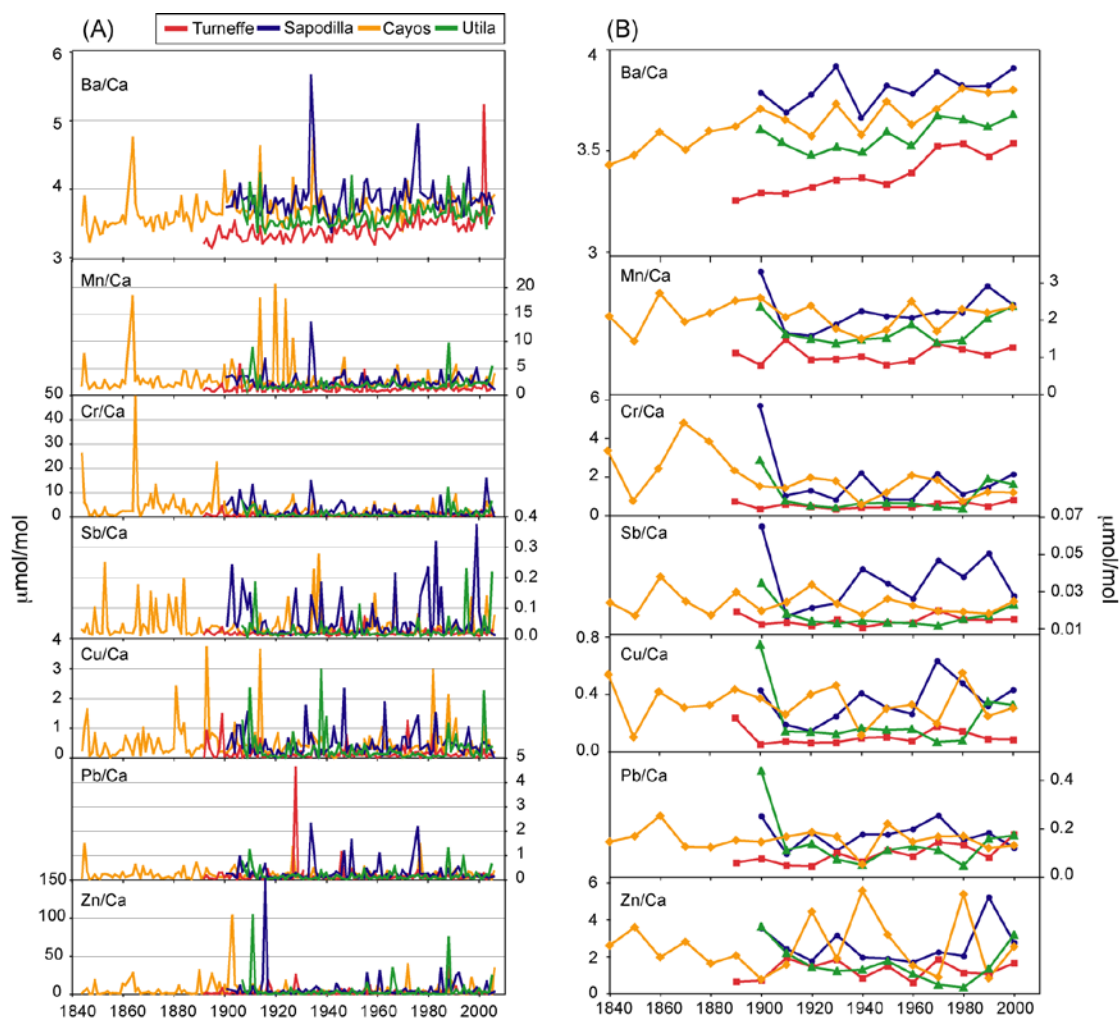 (A)
Turneffe Sapodilla Cayos Utila
(B)
6
5
4
3
Ba/Ca
Mn/Ca
20
15
10
5
0
50
40
30
20
10
0
Cr/Ca
0.4
0.3
0.2
0.1
0.0
Sb/Ca
4
3
2
1
0
Cu/Ca
5
4
3
2
1
0
Pb/Ca
150
100
50
0
Zn/Ca
1840 1860 1880 1900 1920 1940 1960 1980 2000
μmol/mol
4
3.5
3
Ba/Ca
Mn/Ca
3
2
1
0
6
4
2
0
Cr/Ca
0.07
0.05
0.03
0.01
Sb/Ca
0.8
0.4
0.0
Cu/Ca
Pb/Ca
0.4
0.2
0.0
6
4
2
0
Zn/Ca
1840 1860 1880 1900 1920 1940 1960 1980 2000
μmol/mol